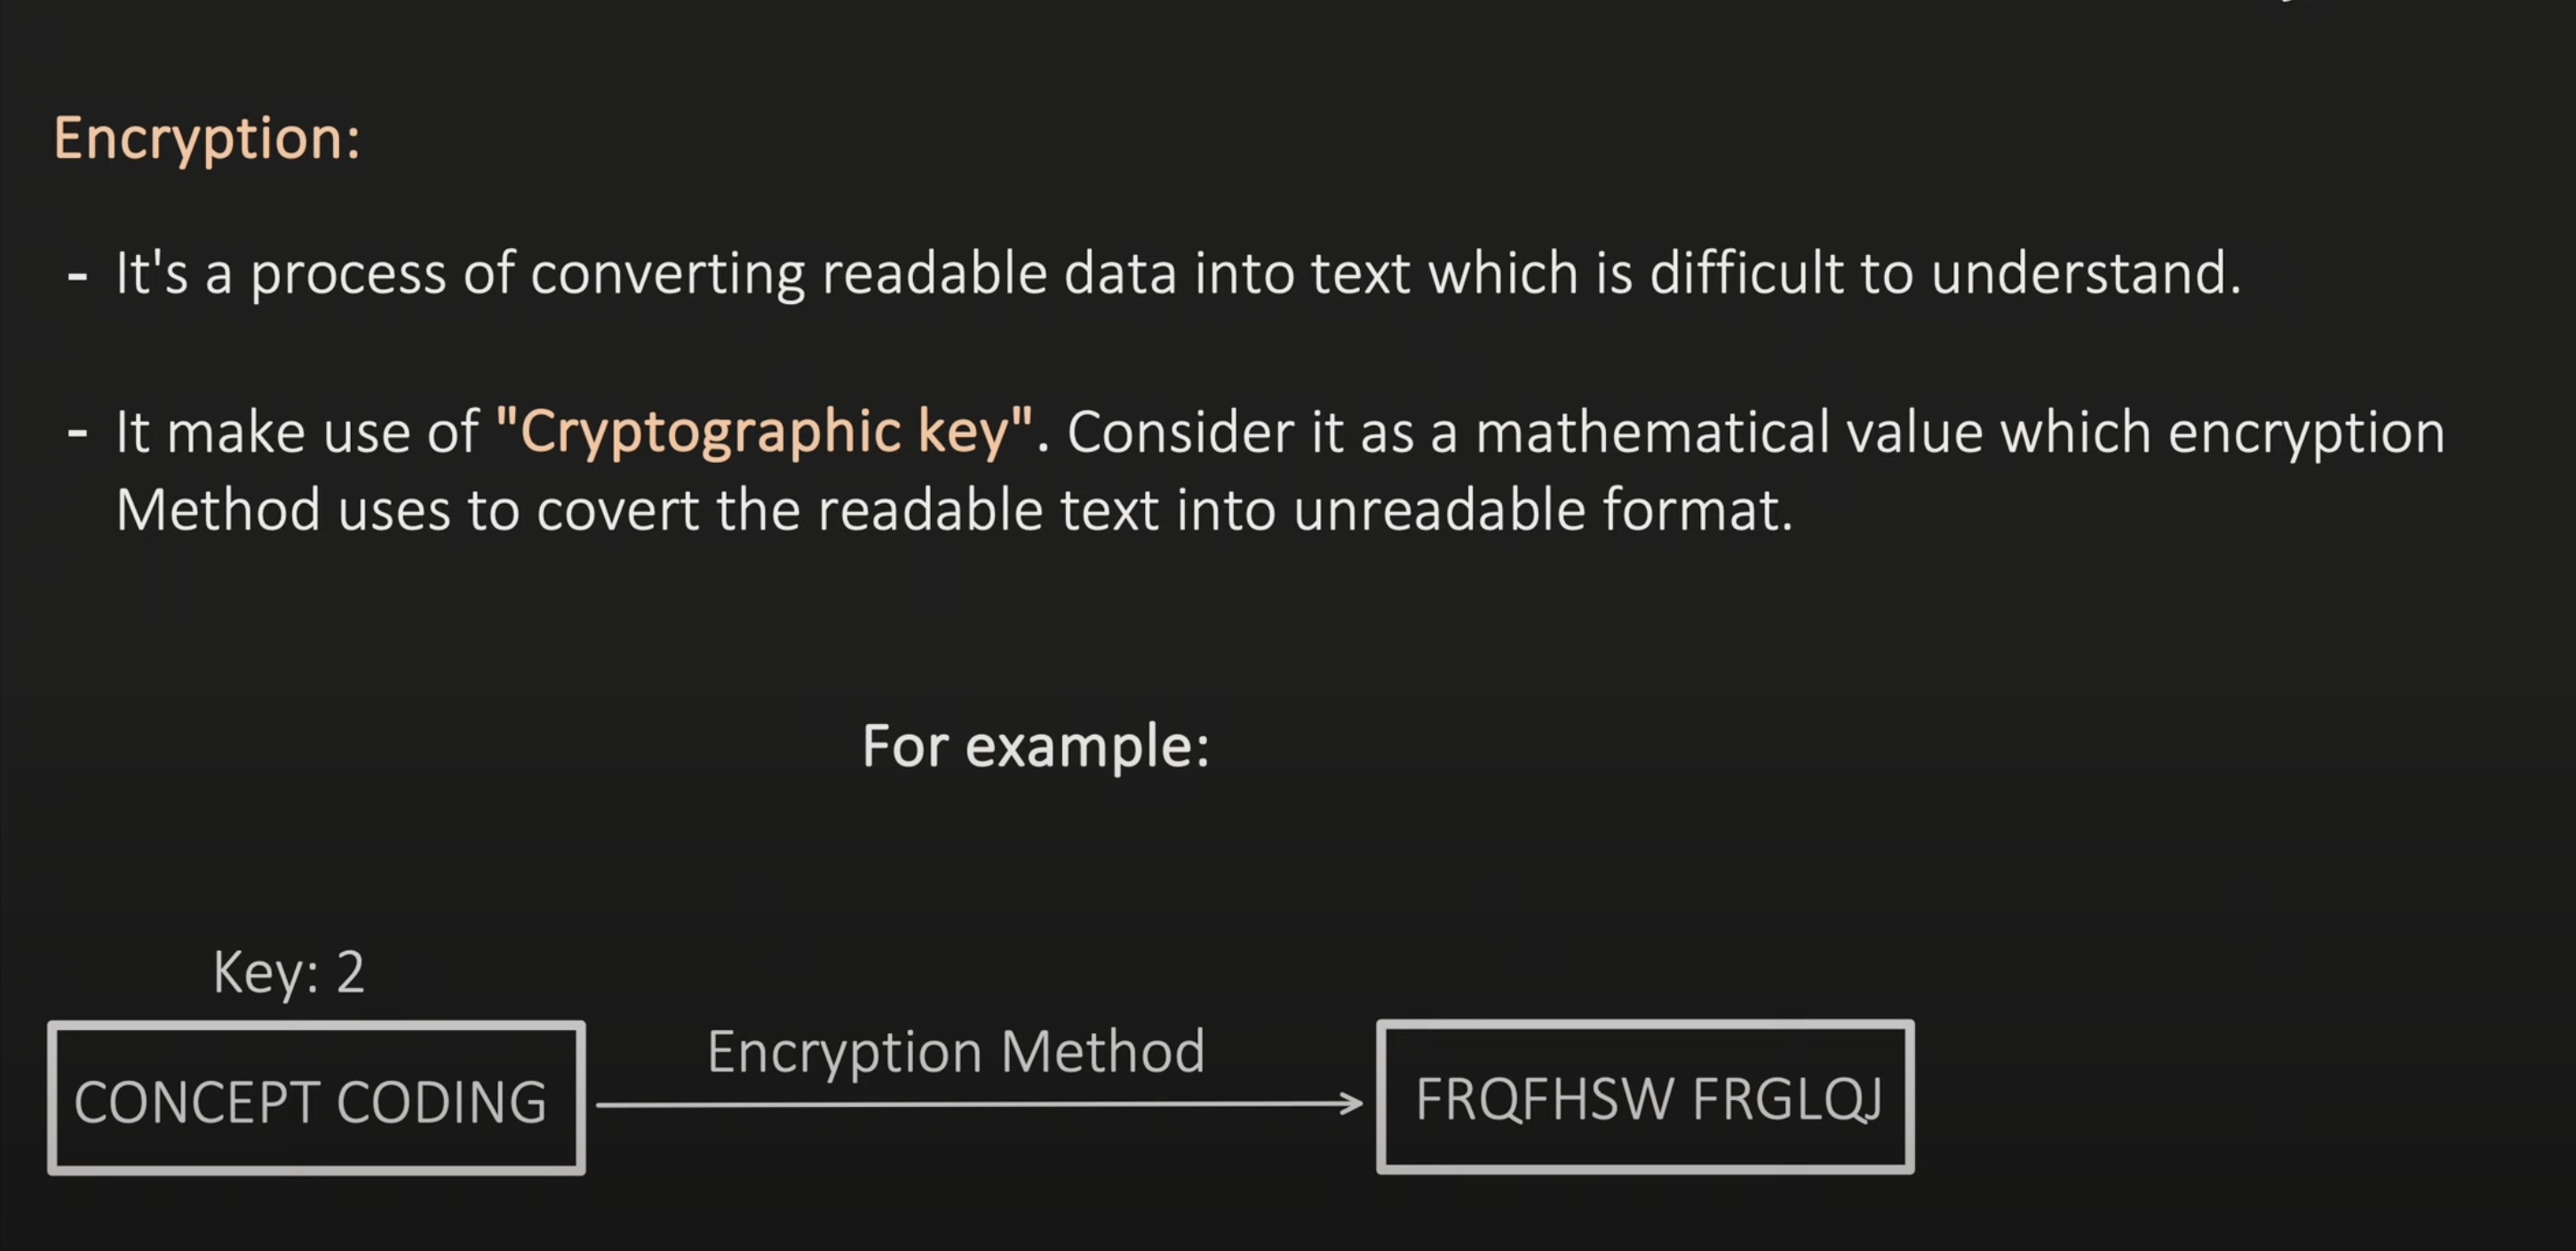 Encryption:
- It's a process of converting readable data into text which is difficult to understand.
- It make use of "Cryptographic key". Consider it as a mathematical value which encryption
Method uses to covert the readable text into unreadable format.
For example:
Key: 2
CONCEPT CODING
Encryption Method
FRQFHSW FRGLQJ